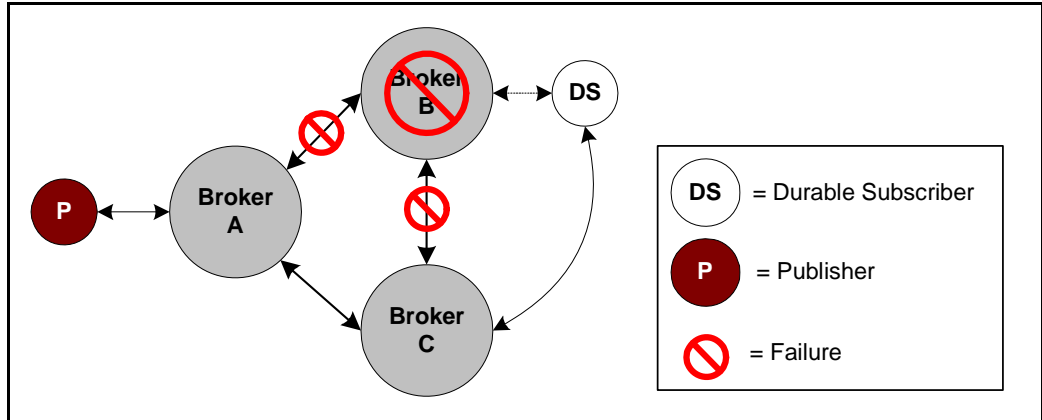 Broker
B
DS
Broker
A
P
Broker
C
DS = Durable Subscriber
P = Publisher
= Failure